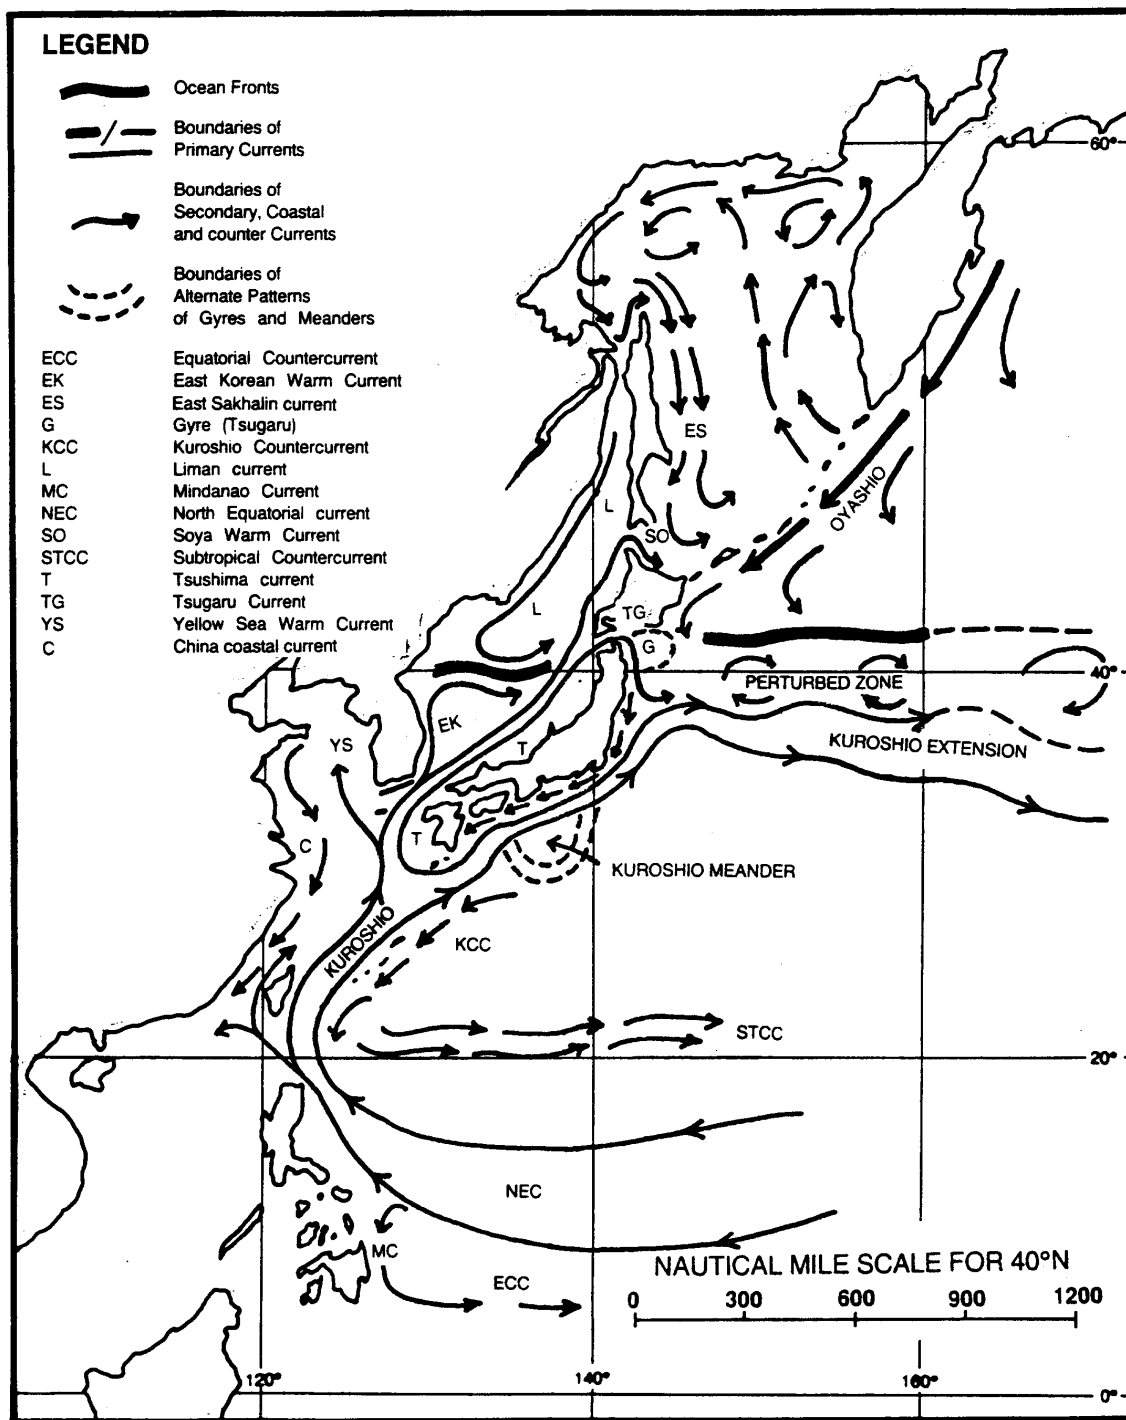 LEGEND
Ocean Fronts
Boundaries of
Primary Currents
Boundaries of
Secondary, Coastal
and counter Currents
Boundaries of
Alternate Patterns
of Gyres and Meanders
ECC Equatorial Countercurrent
EK East Korean Warm Current
ES East Sakhalin current
G Gyre (Tsugaru)
KCC Kuroshio Countercurrent
L Liman current
MC Mindanao Current
NEC North Equatorial current
SO Soya Warm Current
STCC Subtropical Countercurrent
T Tsushima current
TG Tsugaru Current
YS Yellow Sea Warm Current
C China coastal current
60°
ES
OYASHIO
L
SO
L
TG
G
40°
PERTURBED ZONE
EK
YS
T
KUROSHIO EXTENSION
T
C
KUROSHIO MEANDER
KUROSHIO
KCC
STCC
20°
NEC
MC
ECC
NAUTICAL MILE SCALE FOR 40°N
0 300 600 900 1200
120° 140° 160°
0°